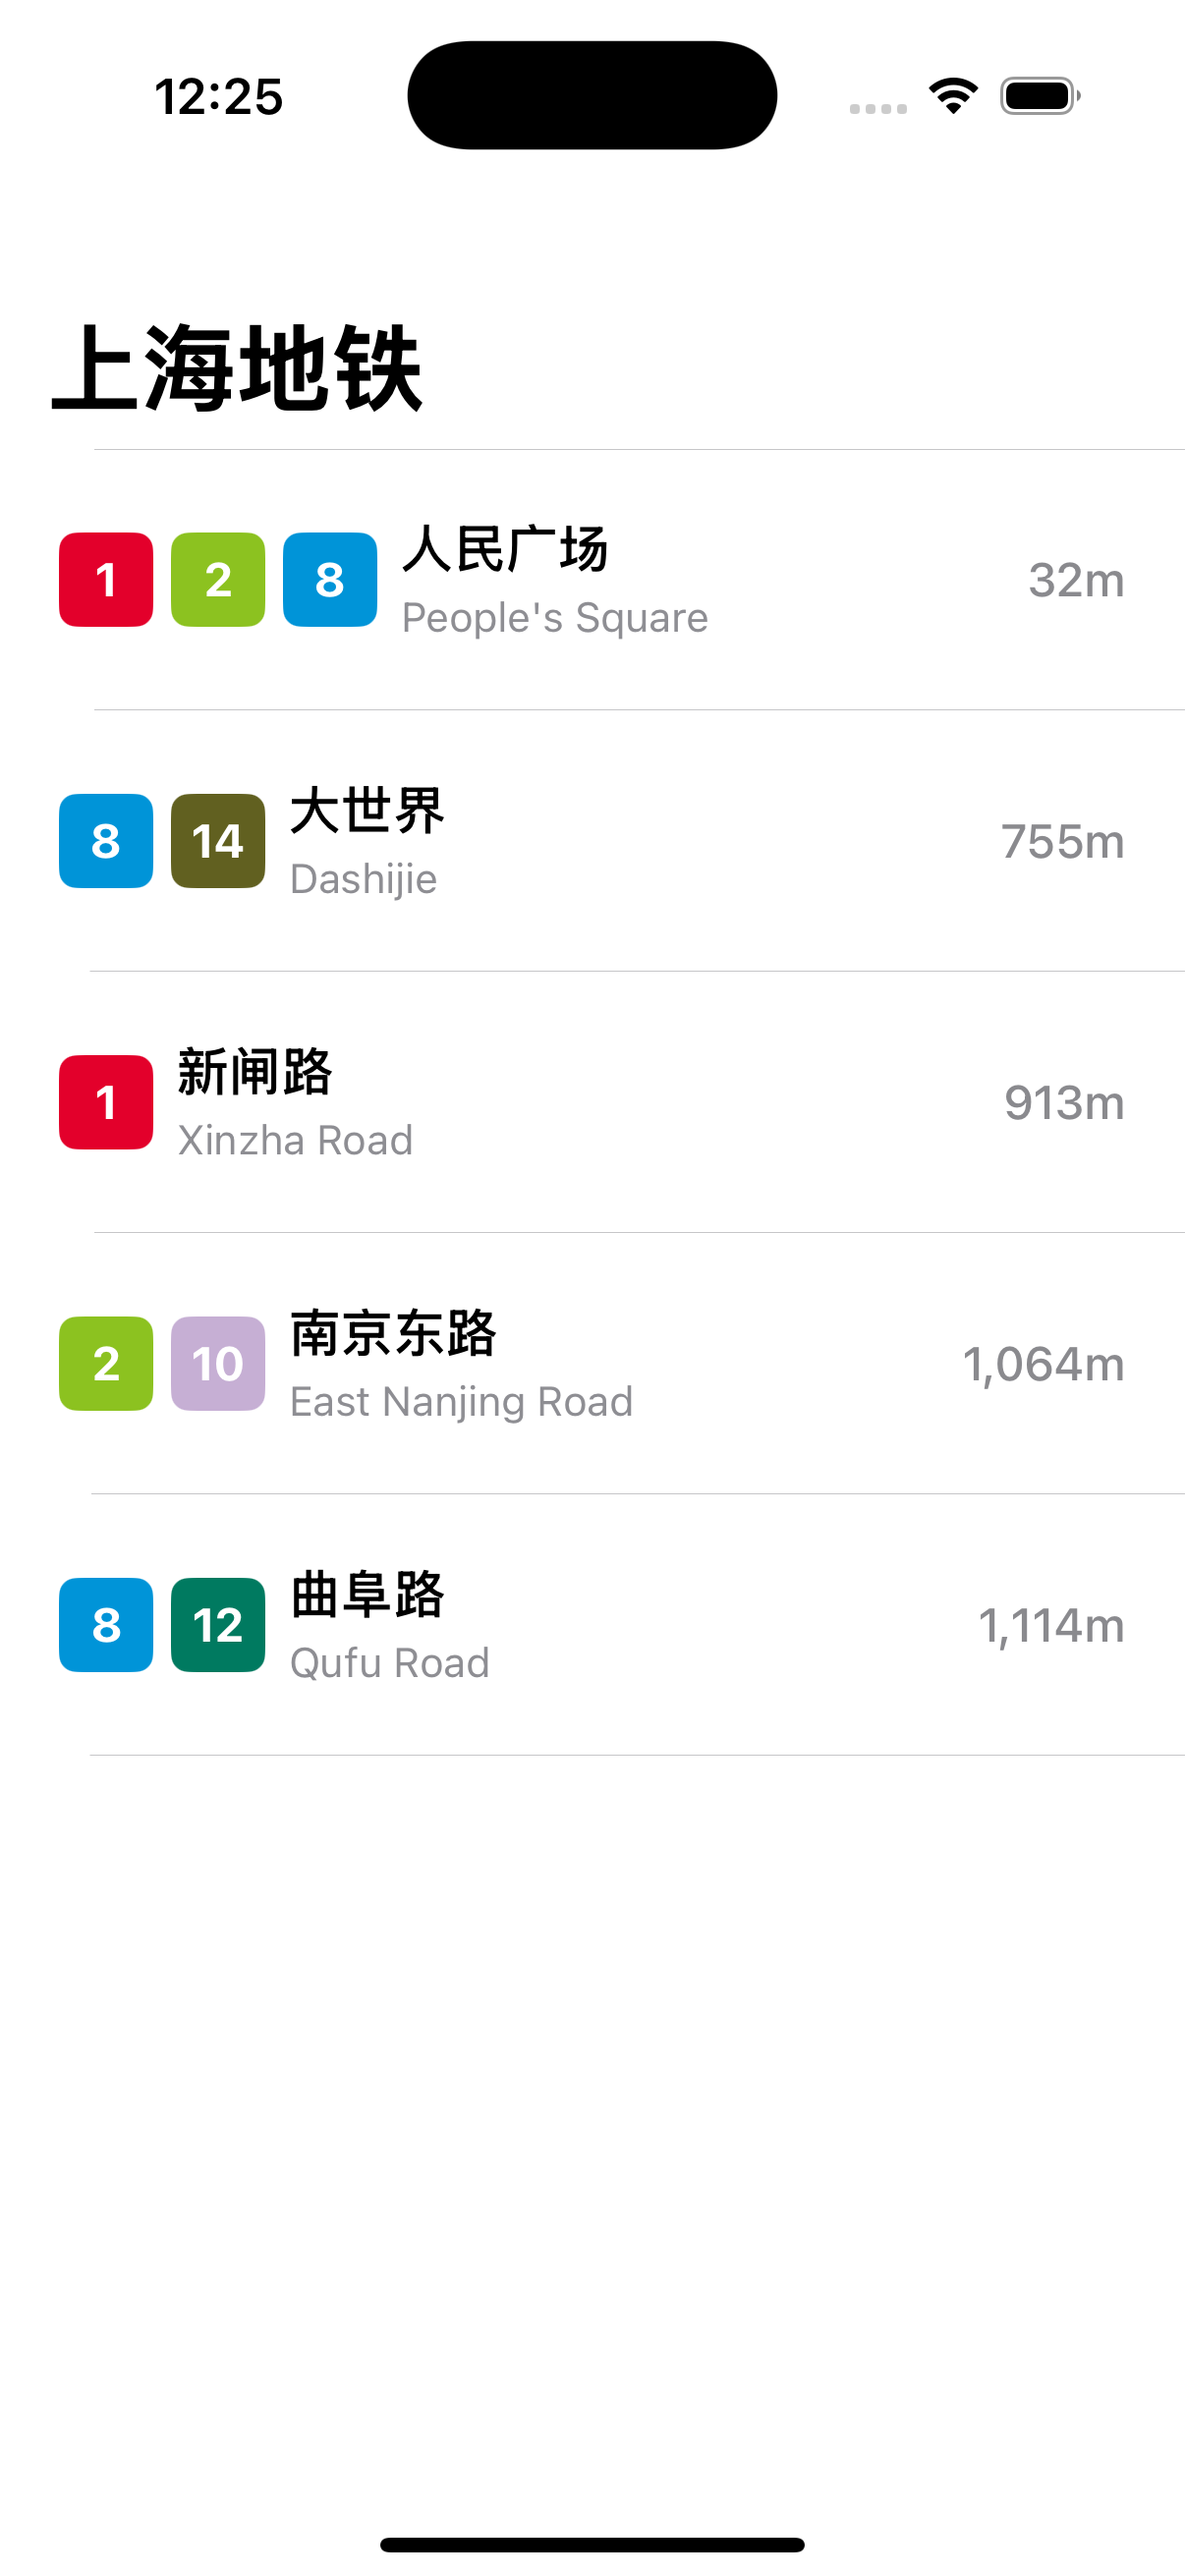 12:25
上海地铁
1 2 8 人民广场
People's Square
32m
8 14 大世界
Dashijie
755m
1 新闸路
Xinzha Road
913m
2 10 南京东路
East Nanjing Road
1,064m
8 12 曲阜路
Qufu Road
1,114m